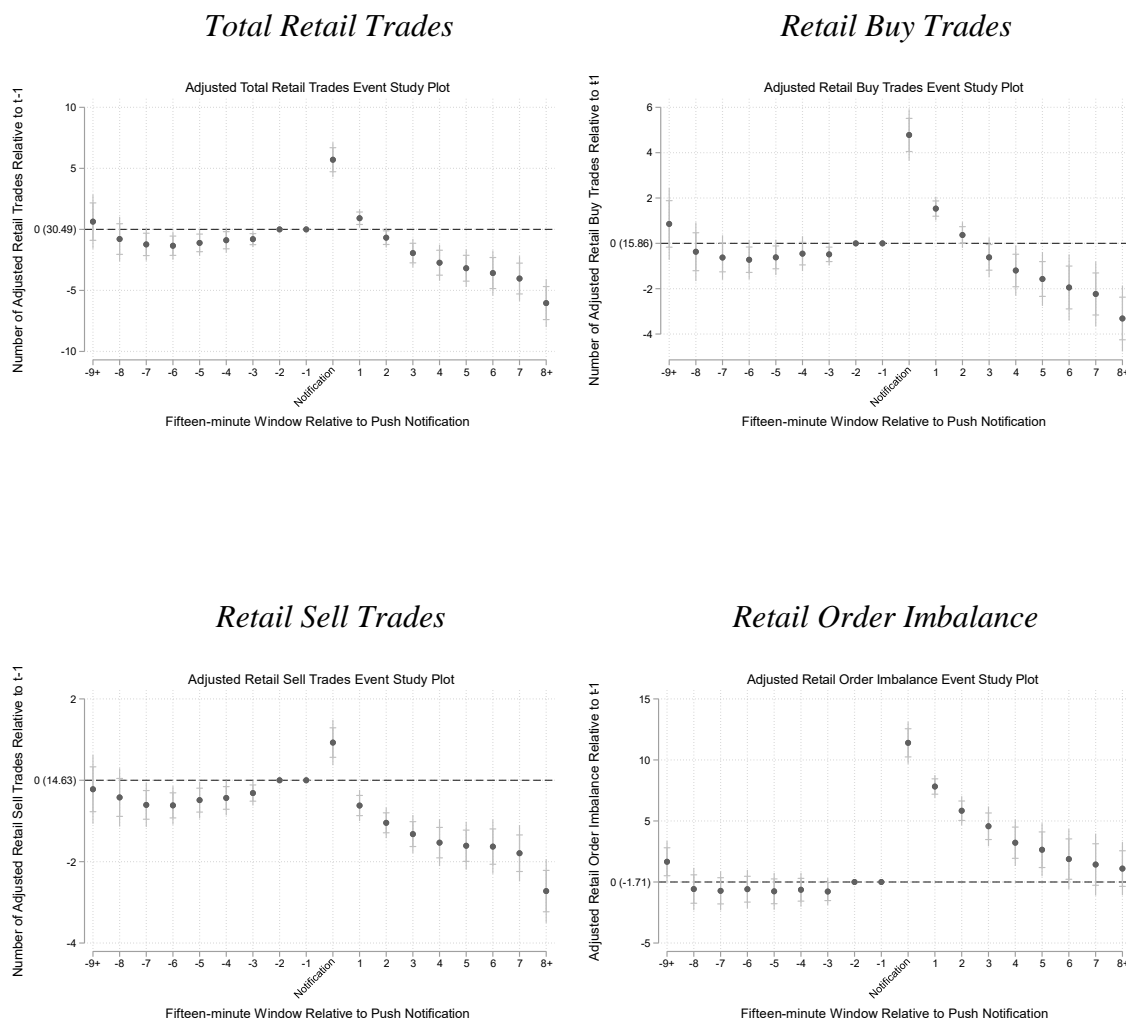 Total Retail Trades
Adjusted Total Retail Trades Event Study Plot
Number of Adjusted Retail Trades Relative to t-1
10
5
0 (30.49)
-5
-10
-9+ -8 -7 -6 -5 -4 -3 -2 -1 Notification 1 2 3 4 5 6 7 8+
Fifteen-minute Window Relative to Push Notification
Retail Buy Trades
Adjusted Retail Buy Trades Event Study Plot
Number of Adjusted Retail Buy Trades Relative to t-1
6
4
2
0 (15.86)
-2
-4
-9+ -8 -7 -6 -5 -4 -3 -2 -1 Notification 1 2 3 4 5 6 7 8+
Fifteen-minute Window Relative to Push Notification
Retail Sell Trades
Adjusted Retail Sell Trades Event Study Plot
Number of Adjusted Retail Sell Trades Relative to t-1
2
0 (14.63)
-2
-4
-9+ -8 -7 -6 -5 -4 -3 -2 -1 Notification 1 2 3 4 5 6 7 8+
Fifteen-minute Window Relative to Push Notification
Retail Order Imbalance
Adjusted Retail Order Imbalance Event Study Plot
Adjusted Retail Order Imbalance Relative to t-1
15
10
5
0 (-1.71)
-5
-9+ -8 -7 -6 -5 -4 -3 -2 -1 Notification 1 2 3 4 5 6 7 8+
Fifteen-minute Window Relative to Push Notification